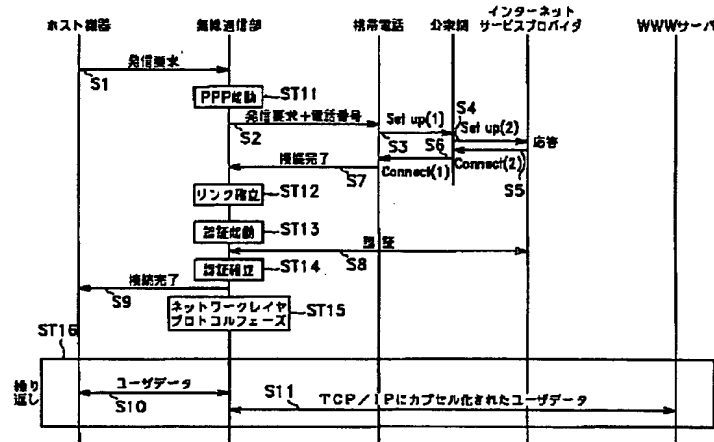 ホスト機器
無線通信部
携帯電話
公衆網
インターネット
サービスプロバイダ
WWWサーバ
発信要求
S1
PPP起動
ST11
発信要求+電話番号
S2
Set up(1)
S3
S4
Set up(2)
応答
S6
Connect(1)
Connect(2)
S5
接続完了
S7
リンク確立
ST12
認証起動
ST13
認証
S8
認証確立
ST14
接続完了
S9
ネットワークレイヤ
プロトコルフェーズ
ST15
ST16
繰り
返し
ユーザデータ
S10
S11
TCP/IPにカプセル化されたユーザデータ